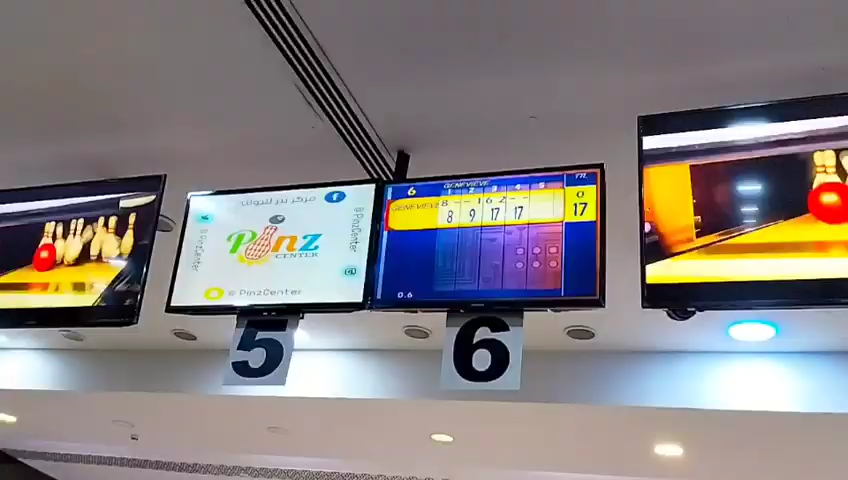 مركز بنز للبولنج
@PinzCenter
@PinzCenter
Pinz
CENTER
@PinzCenter
6
GENEVIEVE
1 2 3 4 5
TTL
GENEVIEVE
8 - - 1 6 2 - -
0
8 9 17 17
17
0.6
5
6